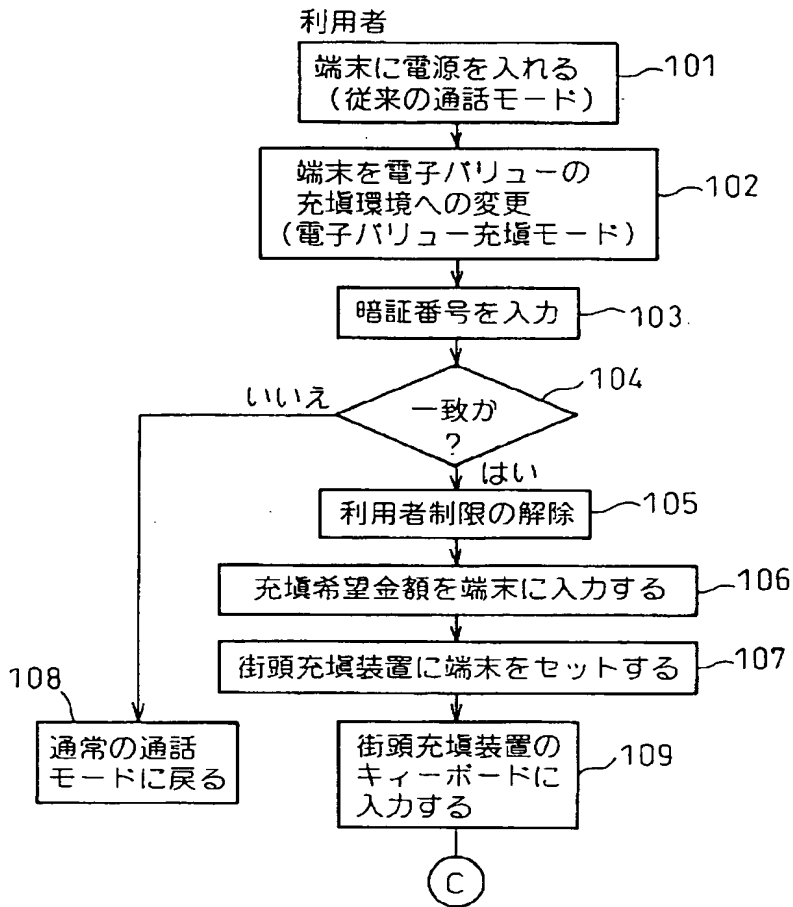 利用者
端末に電源を入れる
(従来の通話モード)
101
端末を電子バリューの
充塡環境への変更
(電子バリュー充塡モード)
102
暗証番号を入力
103
一致か
?
104
いいえ
はい
利用者制限の解除
105
充塡希望金額を端末に入力する
106
街頭充塡装置に端末をセットする
107
108
通常の通話
モードに戻る
街頭充塡装置の
キィーボードに
入力する
109
C